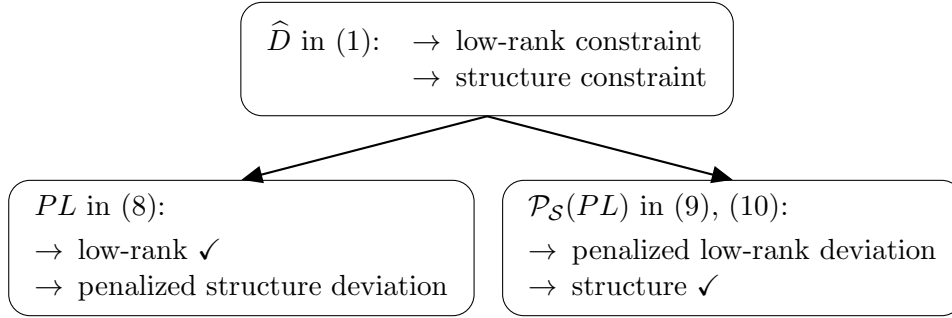 D̂ in (1): → low-rank constraint
→ structure constraint
PL in (8):
→ low-rank ✓
→ penalized structure deviation
𝒫_𝒮(PL) in (9), (10):
→ penalized low-rank deviation
→ structure ✓